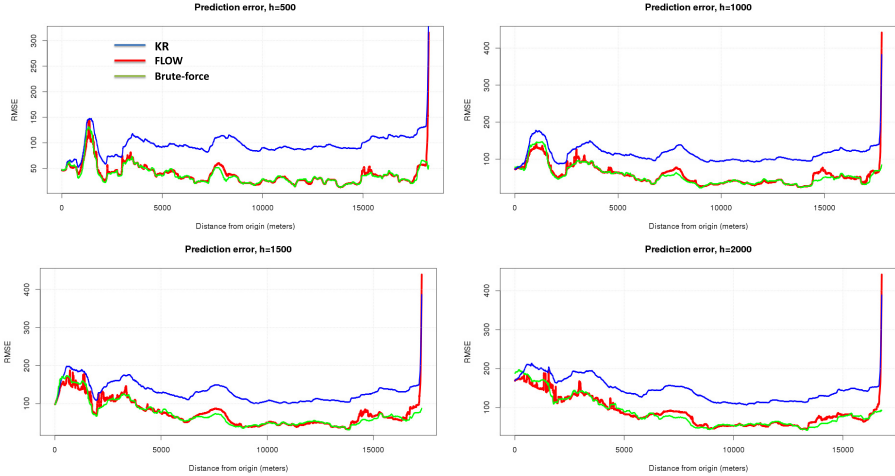 Prediction error, h=500
RMSE
300
250
200
150
100
50
KR
FLOW
Brute-force
0
5000
10000
15000
Distance from origin (meters)
Prediction error, h=1000
RMSE
400
300
200
100
0
5000
10000
15000
Distance from origin (meters)
Prediction error, h=1500
RMSE
400
300
200
100
0
5000
10000
15000
Distance from origin (meters)
Prediction error, h=2000
RMSE
400
300
200
100
0
5000
10000
15000
Distance from origin (meters)